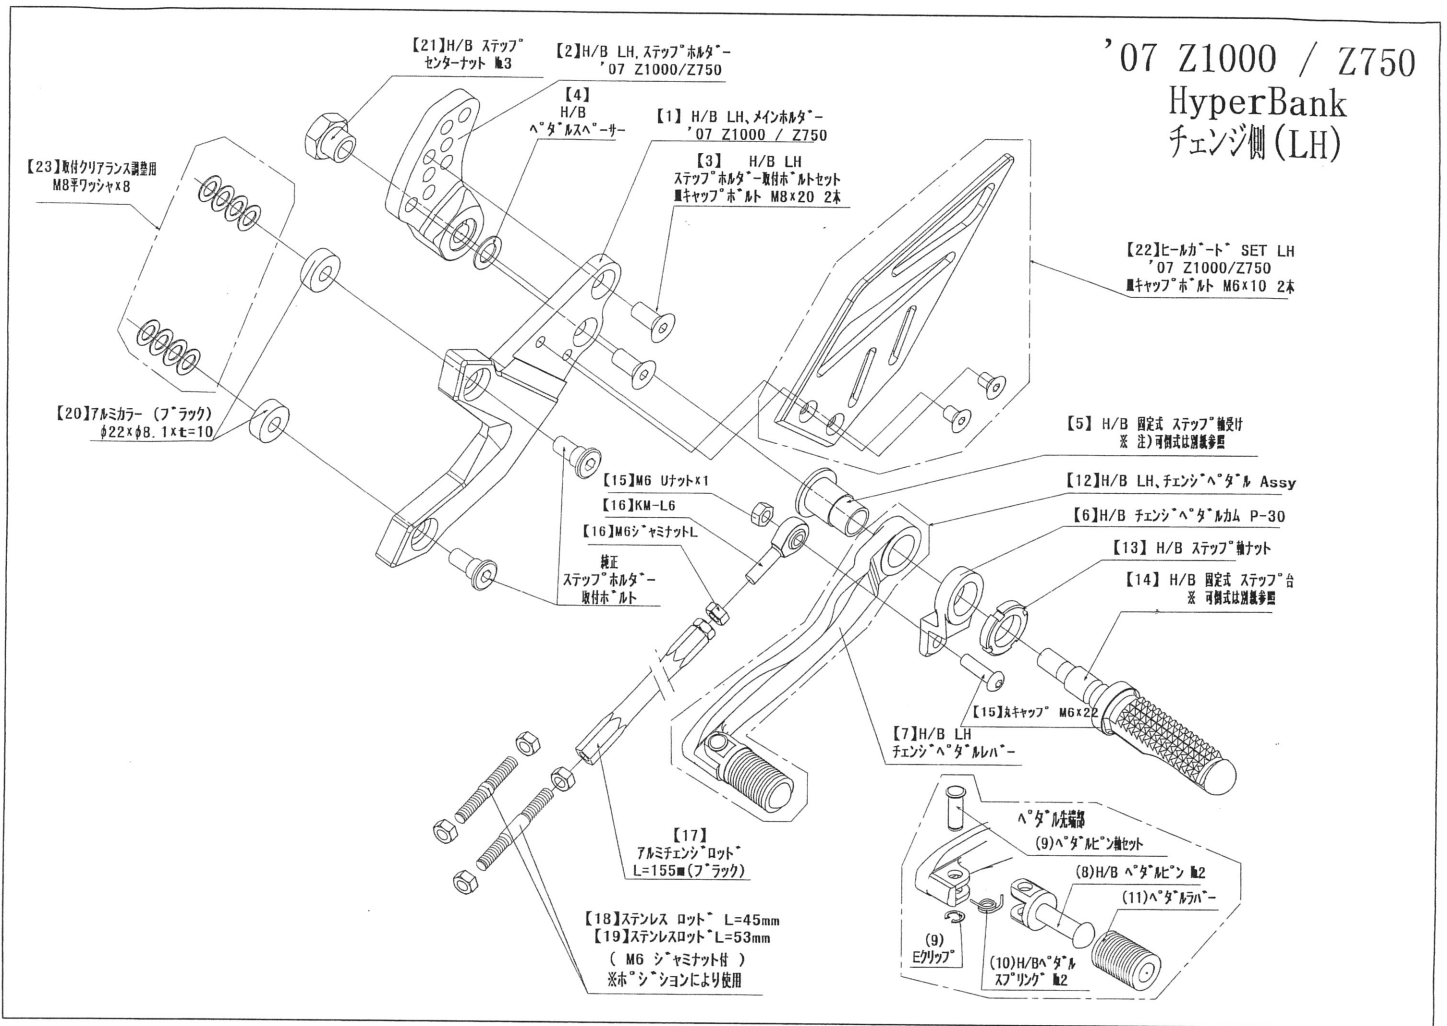 '07 Z1000 / Z750
HyperBank
チェンジ側(LH)
【21】H/B ステップ
センターナット №3
【2】H/B LH,ステップホルダー
'07 Z1000/Z750
【4】
H/B
ペダルスペーサー
【1】 H/B LH、メインホルダー
'07 Z1000 / Z750
【3】 H/B LH
ステップホルダー取付ボルトセット
皿キャップボルト M8×20 2本
【23】取付クリアランス調整用
M8平ワッシャ×8
【22】ヒールガード SET LH
'07 Z1000/Z750
皿キャップボルト M6×10 2本
【20】アルミカラー (ブラック)
φ22×φ8.1×t=10
【5】 H/B 固定式 ステップ軸受け
※ 注)可倒式は別紙参照
【15】M6 Uナット×1
【12】H/B LH、チェンジペダル Assy
【16】KM-L6
【6】H/B チェンジペダルカム P-30
【16】M6ジャミナットL
【13】 H/B ステップ軸ナット
純正
ステップホルダー
取付ボルト
【14】 H/B 固定式 ステップ台
※ 可倒式は別紙参照
【15】丸キャップ M6×22
【7】H/B LH
チェンジペダルレバー
【17】
アルミチェンジロッド
L=155㎜(ブラック)
ペダル先端部
(9)ペダルピン軸セット
(8)H/B ペダルピン №2
(11)ペダルラバー
(9)
Eクリップ
(10)H/Bペダル
スプリング №2
【18】ステンレス ロッド L=45mm
【19】ステンレスロッド L=53mm
( M6 ジャミナット付 )
※ポジションにより使用